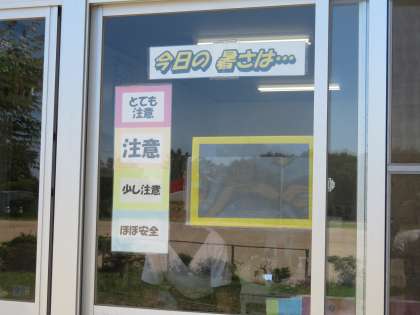 今日の 暑さは…
とても
注意
注意
少し注意
ほぼ安全